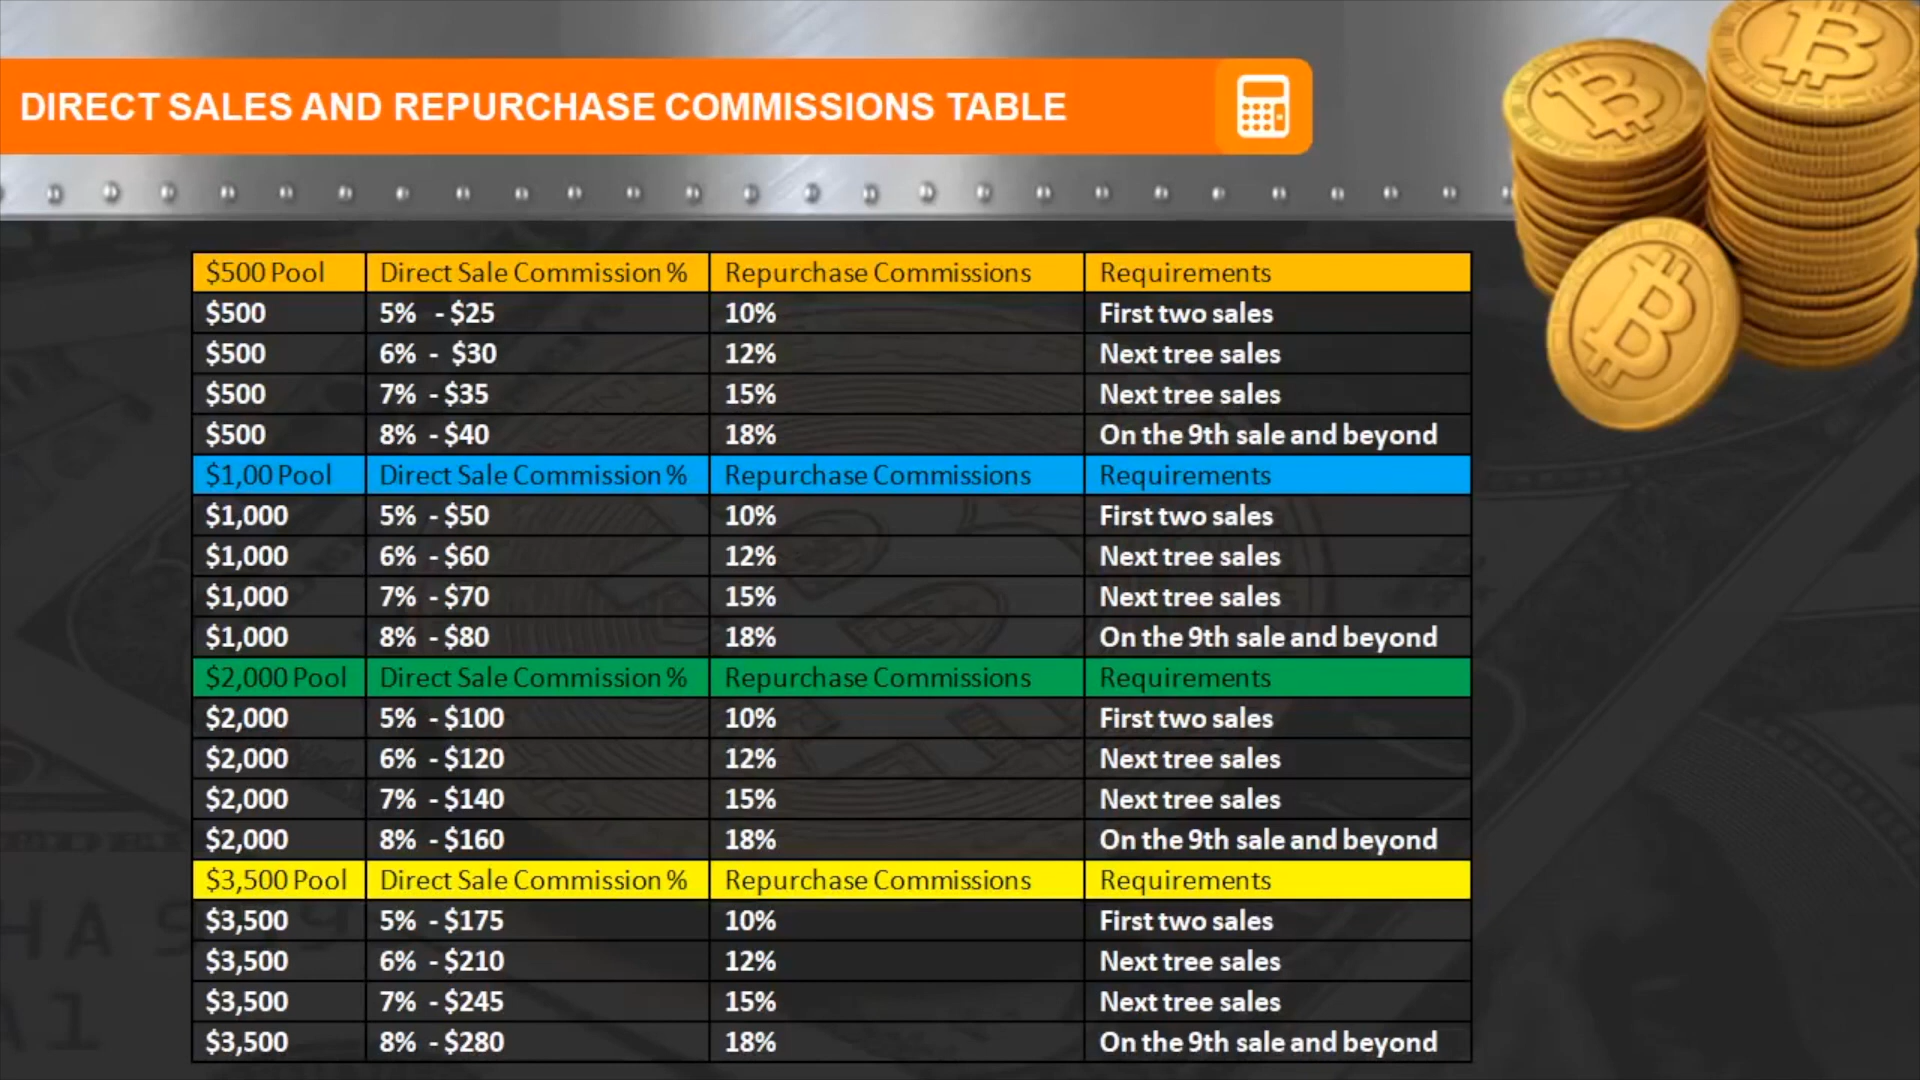 DIRECT SALES AND REPURCHASE COMMISSIONS TABLE
$500 Pool Direct Sale Commission % Repurchase Commissions Requirements
$500 5% - $25 10% First two sales
$500 6% - $30 12% Next tree sales
$500 7% - $35 15% Next tree sales
$500 8% - $40 18% On the 9th sale and beyond
$1,00 Pool Direct Sale Commission % Repurchase Commissions Requirements
$1,000 5% - $50 10% First two sales
$1,000 6% - $60 12% Next tree sales
$1,000 7% - $70 15% Next tree sales
$1,000 8% - $80 18% On the 9th sale and beyond
$2,000 Pool Direct Sale Commission % Repurchase Commissions Requirements
$2,000 5% - $100 10% First two sales
$2,000 6% - $120 12% Next tree sales
$2,000 7% - $140 15% Next tree sales
$2,000 8% - $160 18% On the 9th sale and beyond
$3,500 Pool Direct Sale Commission % Repurchase Commissions Requirements
$3,500 5% - $175 10% First two sales
$3,500 6% - $210 12% Next tree sales
$3,500 7% - $245 15% Next tree sales
$3,500 8% - $280 18% On the 9th sale and beyond